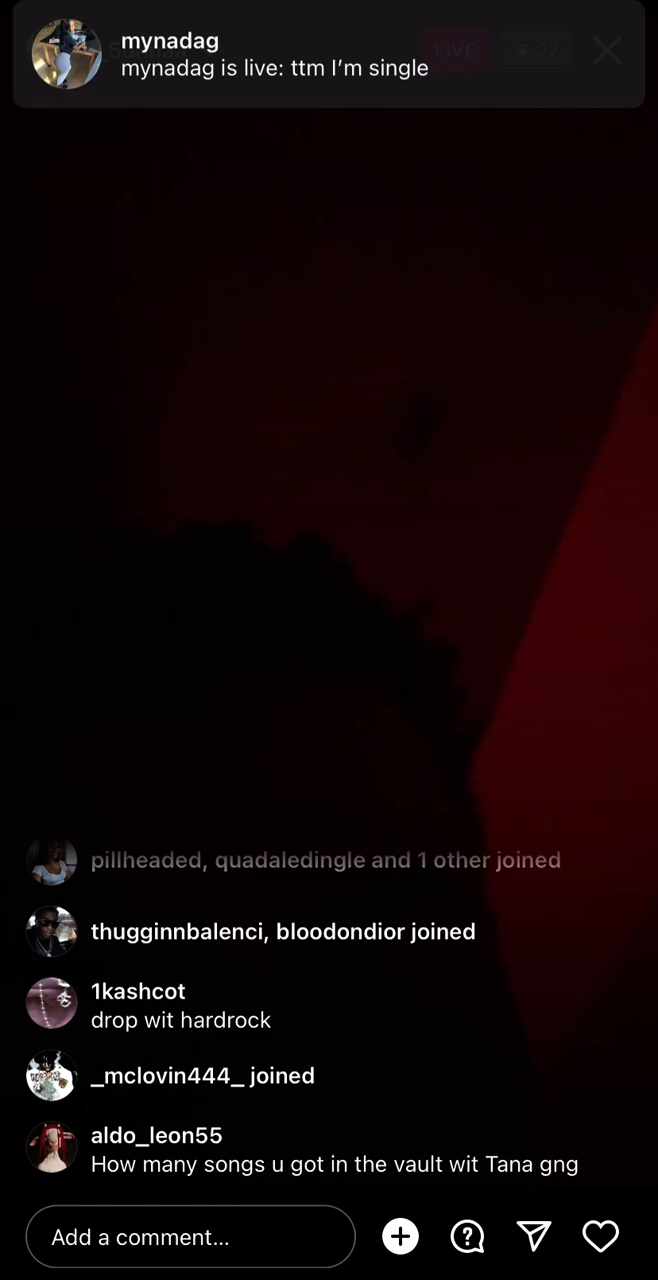 mynadag
mynadag is live: ttm I’m single
LIVE
22
pillheaded, quadaledingle and 1 other joined
thugginnbalenci, bloodondior joined
1kashcot
drop wit hardrock
_mclovin444_ joined
aldo_leon55
How many songs u got in the vault wit Tana gng
Add a comment...